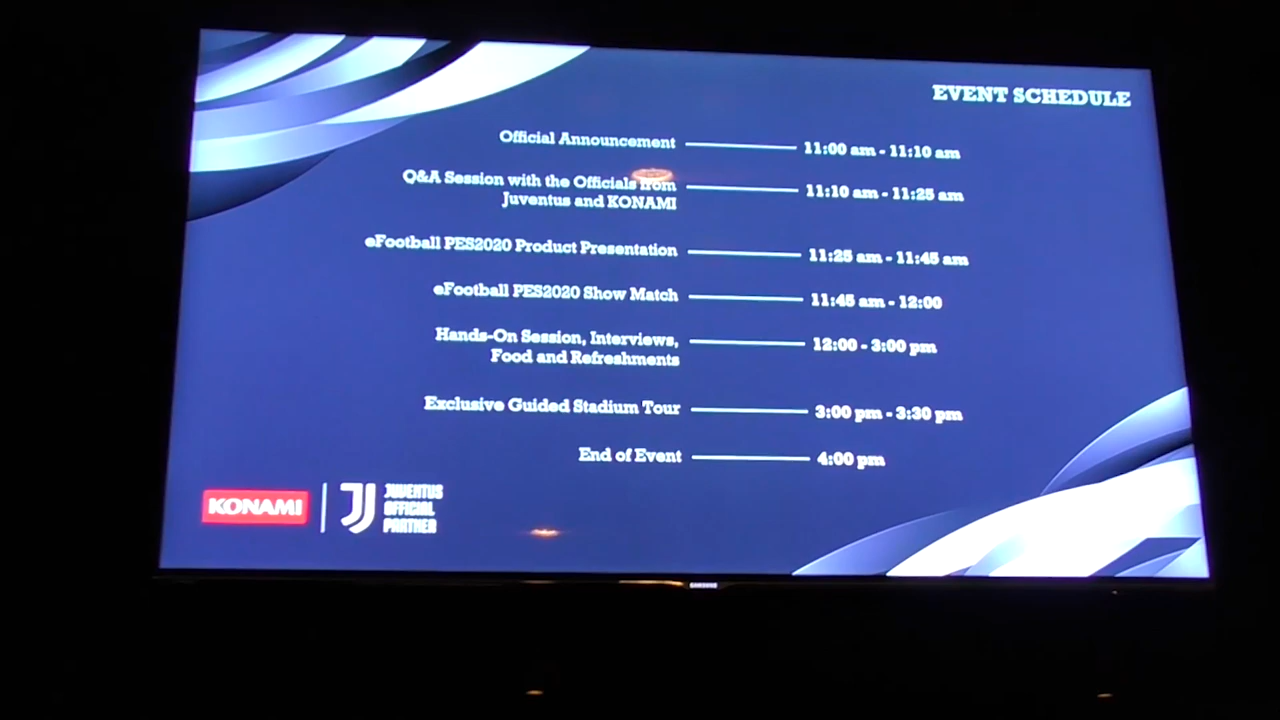 EVENT SCHEDULE
Official Announcement 11:00 am - 11:10 am
Q&A Session with the Officials from
Juventus and KONAMI 11:10 am - 11:25 am
eFootball PES2020 Product Presentation 11:25 am - 11:45 am
eFootball PES2020 Show Match 11:45 am - 12:00
Hands-On Session, Interviews,
Food and Refreshments 12:00 - 3:00 pm
Exclusive Guided Stadium Tour 3:00 pm - 3:30 pm
End of Event 4:00 pm
KONAMI
JUVENTUS
OFFICIAL
PARTNER
SAMSUNG